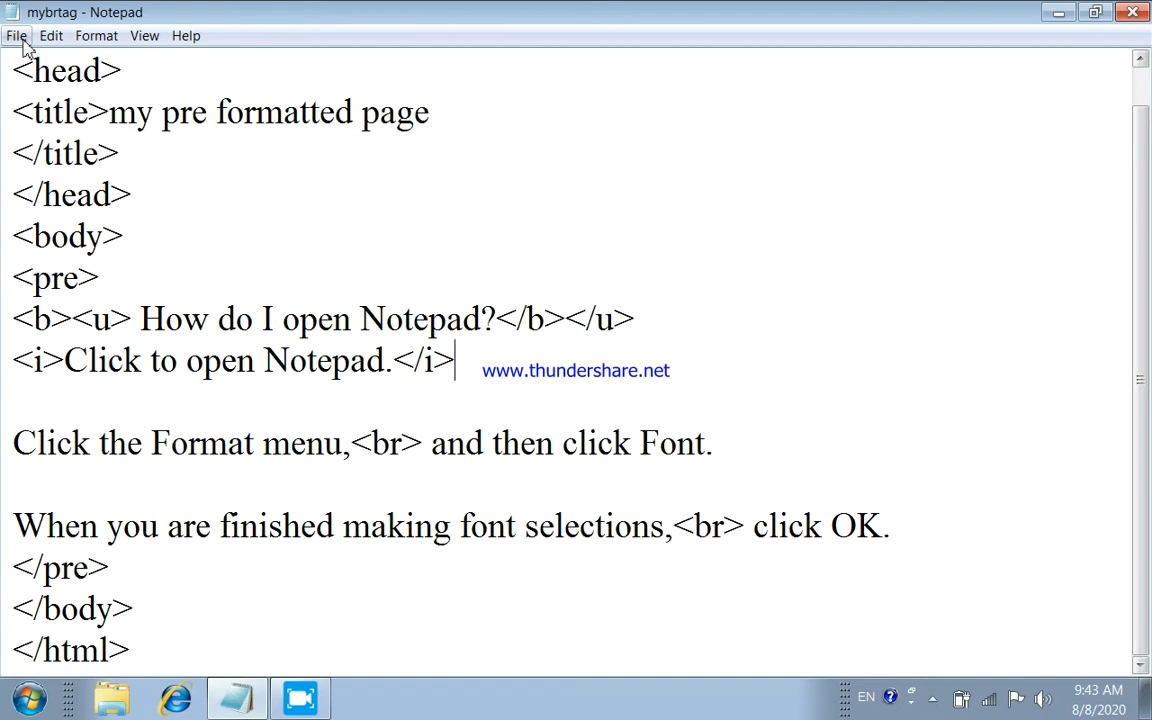 mybrtag - Notepad
File Edit Format View Help
<head>
<title>my pre formatted page
</title>
</head>
<body>
<pre>
<b><u> How do I open Notepad?</b></u>
<i>Click to open Notepad.</i>
www.thundershare.net
Click the Format menu,<br> and then click Font.
When you are finished making font selections,<br> click OK.
</pre>
</body>
</html>
EN
9:43 AM
8/8/2020